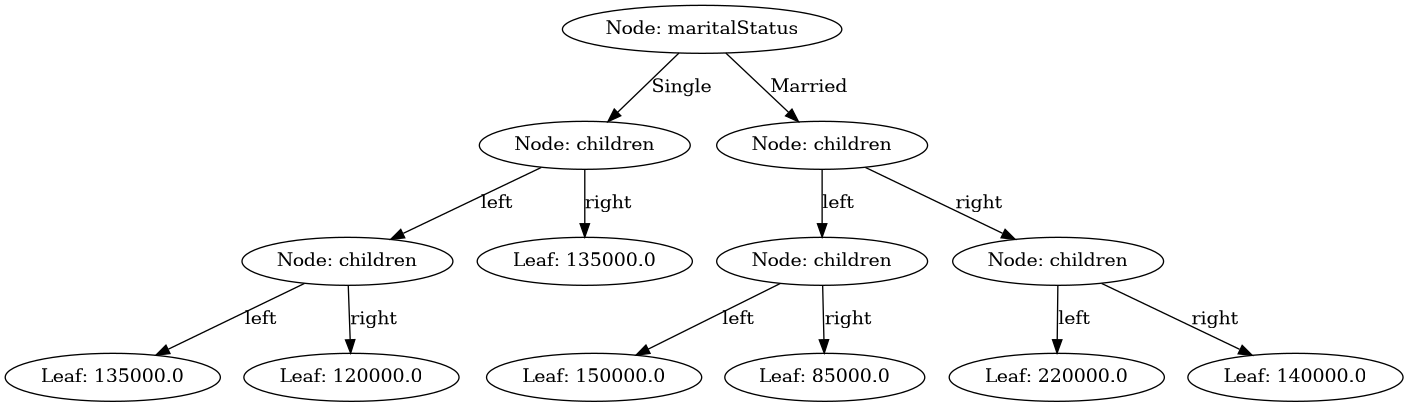 Node: maritalStatus
Single
Married
Node: children
Node: children
left
right
left
right
Node: children
Leaf: 135000.0
Node: children
Node: children
left
right
left
right
left
right
Leaf: 135000.0
Leaf: 120000.0
Leaf: 150000.0
Leaf: 85000.0
Leaf: 220000.0
Leaf: 140000.0